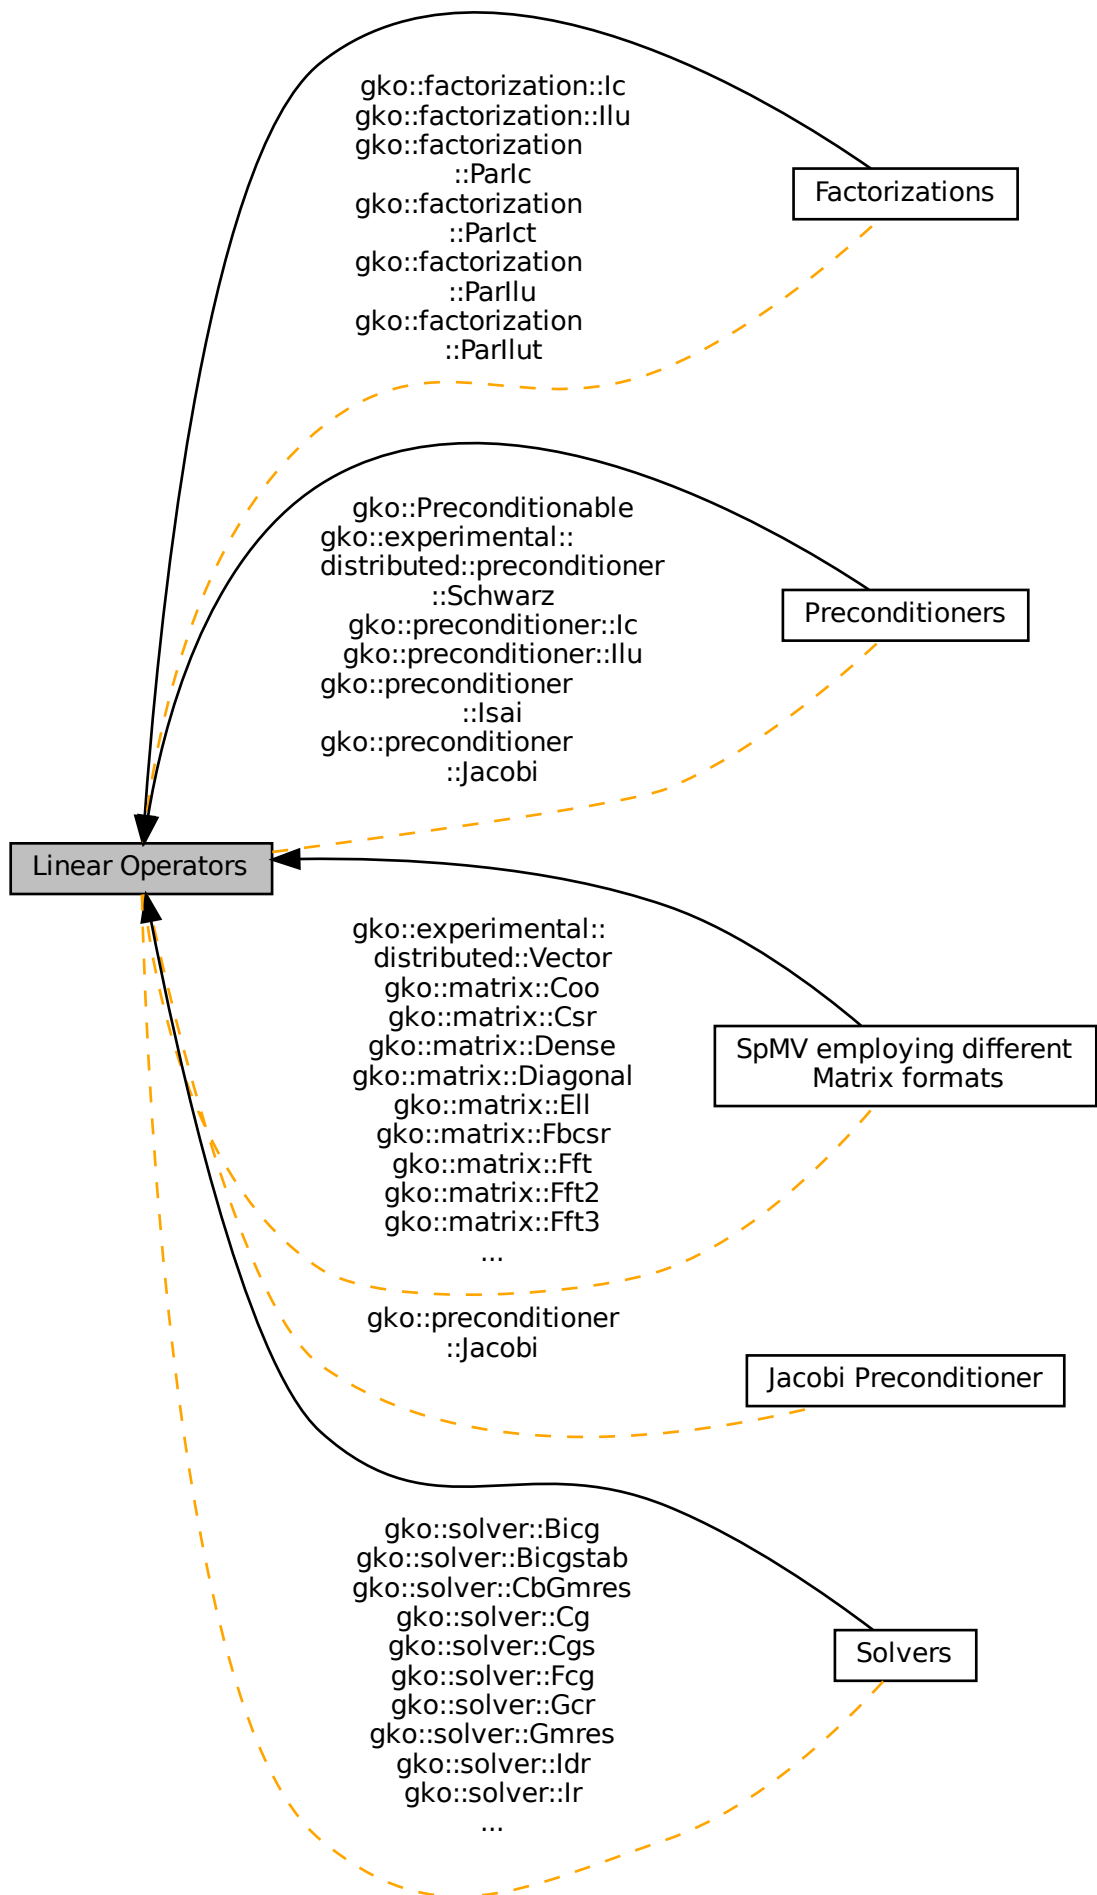 gko::factorization::Ic
gko::factorization::Ilu
gko::factorization
::ParIc
gko::factorization
::ParIct
gko::factorization
::ParIlu
gko::factorization
::ParIlut
Factorizations
gko::Preconditionable
gko::experimental::
distributed::preconditioner
::Schwarz
gko::preconditioner::Ic
gko::preconditioner::Ilu
gko::preconditioner
::Isai
gko::preconditioner
::Jacobi
Preconditioners
Linear Operators
gko::experimental::
distributed::Vector
gko::matrix::Coo
gko::matrix::Csr
gko::matrix::Dense
gko::matrix::Diagonal
gko::matrix::Ell
gko::matrix::Fbcsr
gko::matrix::Fft
gko::matrix::Fft2
gko::matrix::Fft3
...
SpMV employing different
Matrix formats
gko::preconditioner
::Jacobi
Jacobi Preconditioner
gko::solver::Bicg
gko::solver::Bicgstab
gko::solver::CbGmres
gko::solver::Cg
gko::solver::Cgs
gko::solver::Fcg
gko::solver::Gcr
gko::solver::Gmres
gko::solver::Idr
gko::solver::Ir
...
Solvers